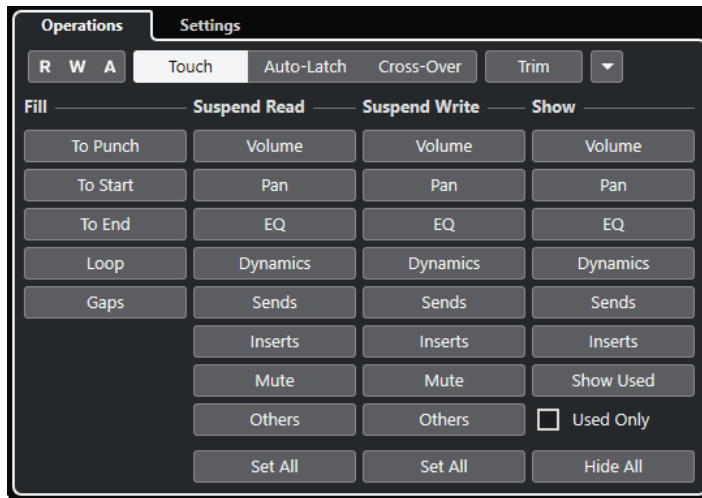 Operations Settings
R W A Touch Auto-Latch Cross-Over Trim
Fill Suspend Read Suspend Write Show
To Punch Volume Volume Volume
To Start Pan Pan Pan
To End EQ EQ EQ
Loop Dynamics Dynamics Dynamics
Gaps Sends Sends Sends
Inserts Inserts Inserts
Mute Mute Show Used
Others Others Used Only
Set All Set All Hide All